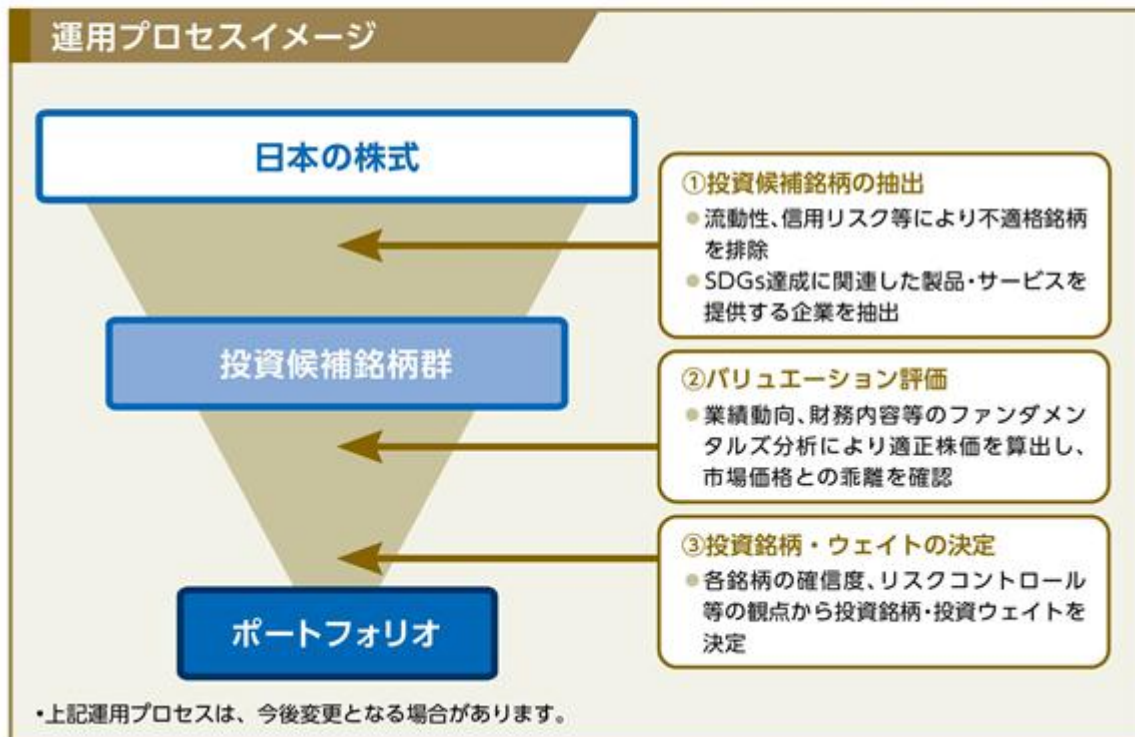 運用プロセスイメージ
日本の株式
①投資候補銘柄の抽出
●流動性、信用リスク等により不適格銘柄
を排除
●SDGs達成に関連した製品・サービスを
提供する企業を抽出
投資候補銘柄群
②バリュエーション評価
●業績動向、財務内容等のファンダメン
タルズ分析により適正株価を算出し、
市場価格との乖離を確認
③投資銘柄・ウェイトの決定
●各銘柄の確信度、リスクコントロール
等の観点から投資銘柄・投資ウェイトを
決定
ポートフォリオ
・上記運用プロセスは、今後変更となる場合があります。